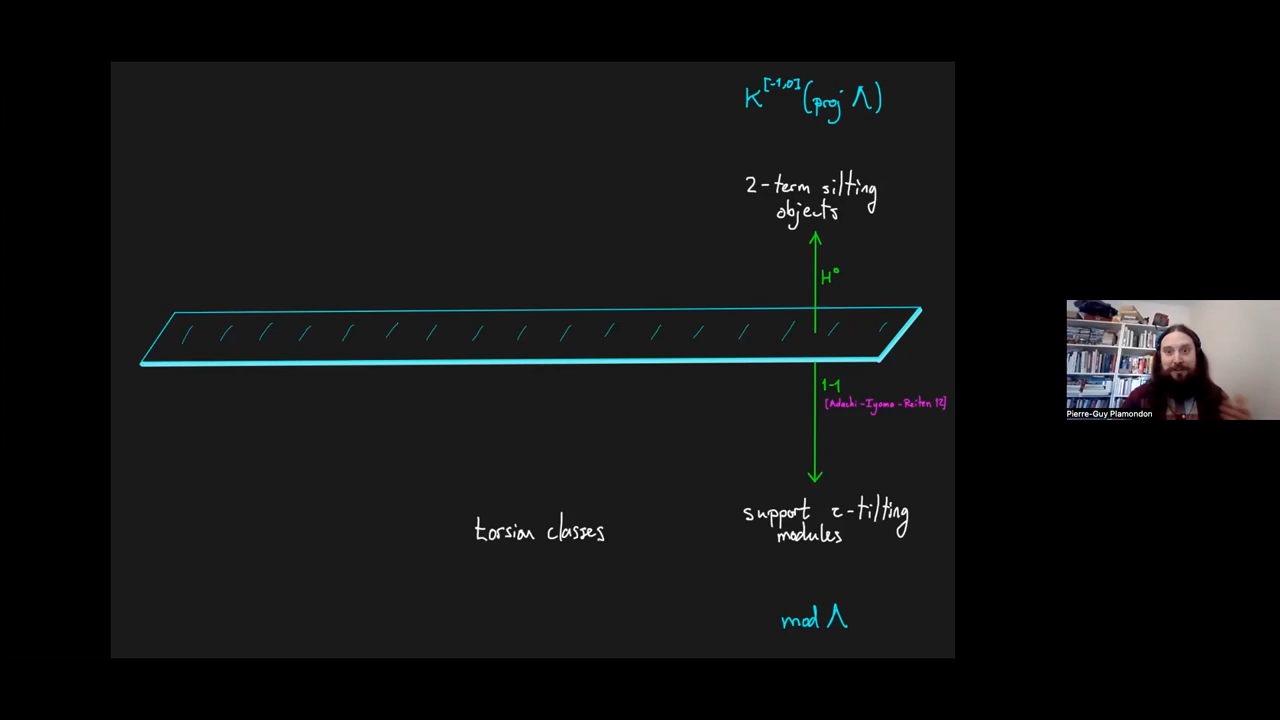 K^[-1,0](proj Λ)
2-term silting
objects
H⁰
1-1
[Adachi-Iyama-Reiten 12]
Pierre-Guy Plamondon
support τ-tilting
modules
torsion classes
mod Λ